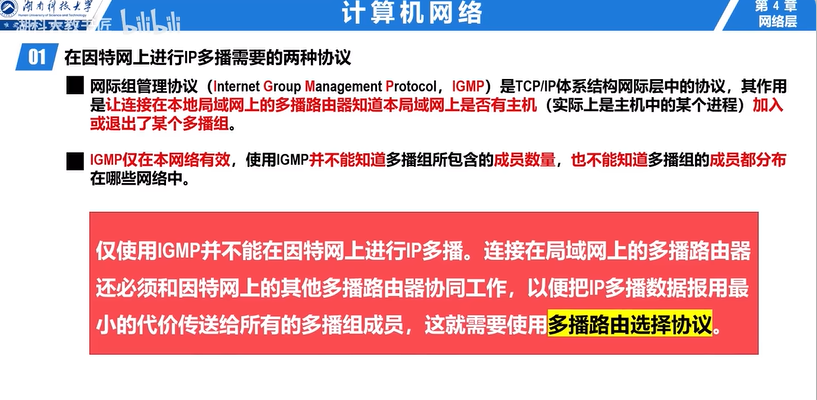 湖南科技大学
Hunan University of Science and Technology
湖科大教书匠 bilibili
计算机网络
第 4 章
网络层
01 在因特网上进行IP多播需要的两种协议
网际组管理协议（Internet Group Management Protocol，IGMP）是TCP/IP体系结构网际层中的协议，其作用
是让连接在本地局域网上的多播路由器知道本局域网上是否有主机（实际上是主机中的某个进程）加入
或退出了某个多播组。
IGMP仅在本网络有效，使用IGMP并不能知道多播组所包含的成员数量，也不能知道多播组的成员都分布
在哪些网络中。
仅使用IGMP并不能在因特网上进行IP多播。连接在局域网上的多播路由器
还必须和因特网上的其他多播路由器协同工作，以便把IP多播数据报用最
小的代价传送给所有的多播组成员，这就需要使用多播路由选择协议。